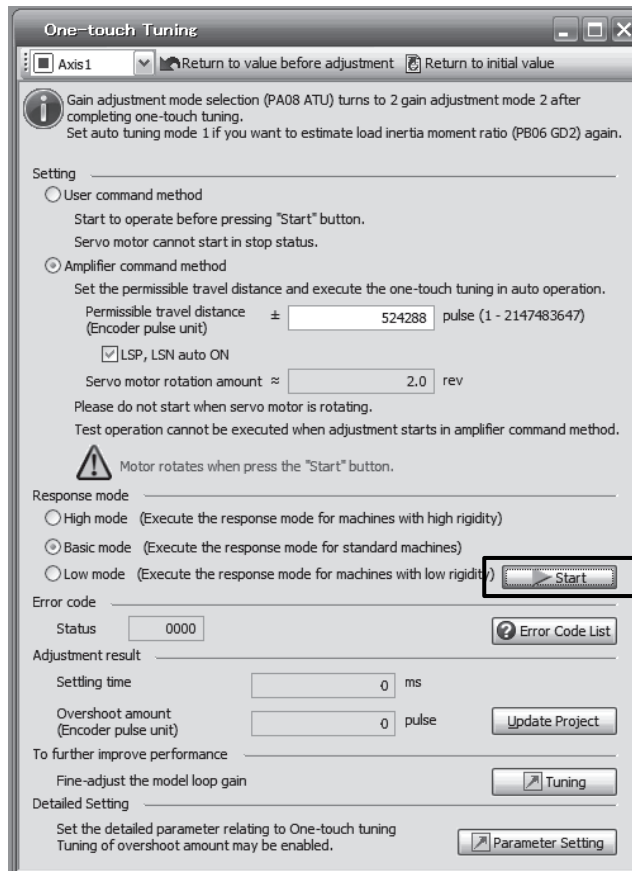 One-touch Tuning
Axis1 Return to value before adjustment Return to initial value
Gain adjustment mode selection (PA08 ATU) turns to 2 gain adjustment mode 2 after
completing one-touch tuning.
Set auto tuning mode 1 if you want to estimate load inertia moment ratio (PB06 GD2) again.
Setting
User command method
Start to operate before pressing "Start" button.
Servo motor cannot start in stop status.
Amplifier command method
Set the permissible travel distance and execute the one-touch tuning in auto operation.
Permissible travel distance ± 524288 pulse (1 - 2147483647)
(Encoder pulse unit)
LSP, LSN auto ON
Servo motor rotation amount ≈ 2.0 rev
Please do not start when servo motor is rotating.
Test operation cannot be executed when adjustment starts in amplifier command method.
Motor rotates when press the "Start" button.
Response mode
High mode (Execute the response mode for machines with high rigidity)
Basic mode (Execute the response mode for standard machines)
Low mode (Execute the response mode for machines with low rigidity) Start
Error code
Status 0000 Error Code List
Adjustment result
Settling time 0 ms
Overshoot amount 0 pulse Update Project
(Encoder pulse unit)
To further improve performance
Fine-adjust the model loop gain Tuning
Detailed Setting
Set the detailed parameter relating to One-touch tuning
Tuning of overshoot amount may be enabled. Parameter Setting